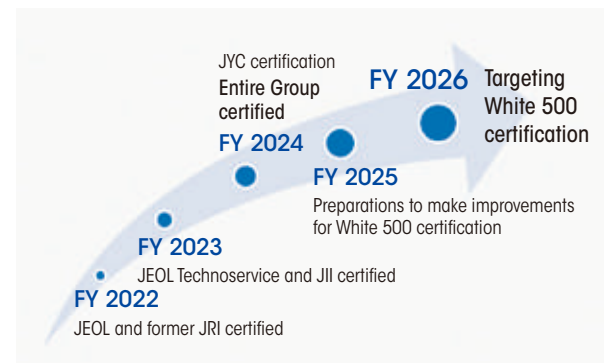 JYC certification
Entire Group
certified
FY 2024
FY 2026
Targeting
White 500
certification
FY 2025
Preparations to make improvements
for White 500 certification
FY 2023
JEOL Technoservice and JII certified
FY 2022
JEOL and former JRI certified